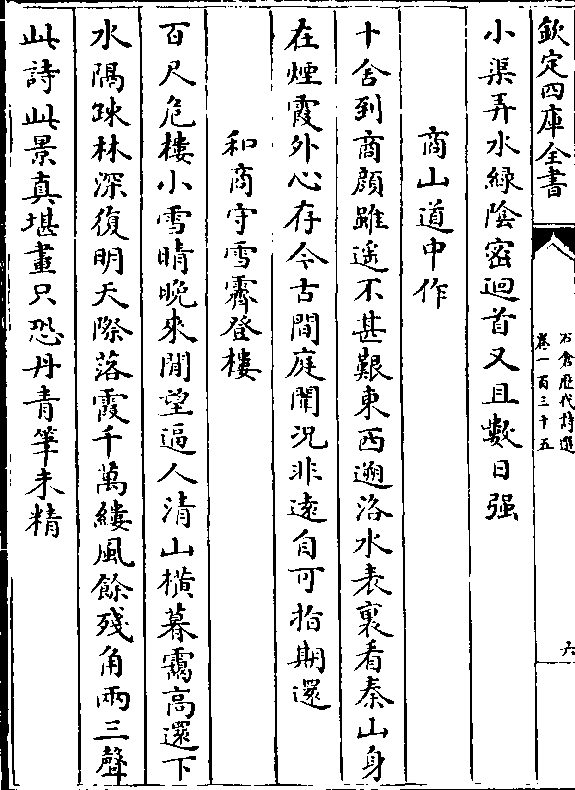 欽定四庫全書
石倉歷代詩選
卷一百三十五
六
小渠弄水緑陰密迴首又且數日强
商山道中作
十舍到商顔雖遥不甚艱東西遡洛水表裏看秦山身
在煙霞外心存今古間庭闈況非逺自可指期還
和商守雪霽登樓
百尺危樓小雪晴晚來閒望逼人清山横暮靄高還下
水隔疎林深復明天際落霞千萬縷風餘殘角兩三聲
此詩此景真堪畫只恐丹青筆未精